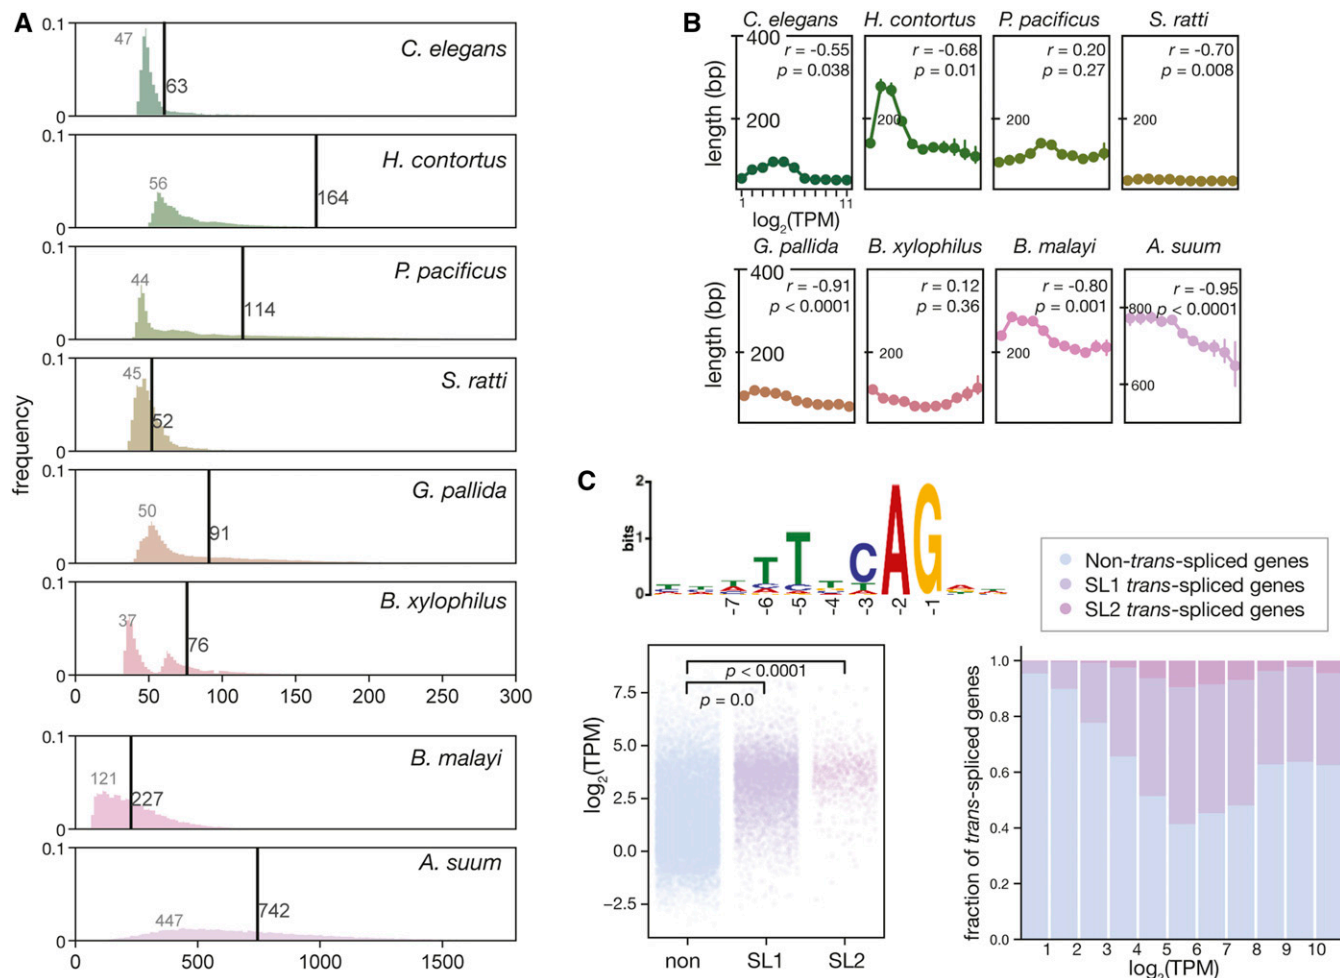 A
0.1
47
C. elegans
63
0
0.1
H. contortus
56
164
0
0.1
P. pacificus
44
114
0
0.1
S. ratti
45
52
0
frequency
0.1
G. pallida
50
91
0
B. xylophilus
37
76
0
0 50 100 150 200 250 300
0.1
B. malayi
121
227
0
0.1
A. suum
447
742
0
0 500 1000 1500
B
C. elegans H. contortus P. pacificus S. ratti
400
r = -0.55 r = -0.68 r = 0.20 r = -0.70
p = 0.038 p = 0.01 p = 0.27 p = 0.008
length (bp)
200 200 200 200
1 11
log2(TPM)
G. pallida B. xylophilus B. malayi A. suum
400
r = -0.91 r = 0.12 r = -0.80 r = -0.95
p < 0.0001 p = 0.36 p = 0.001 800 p < 0.0001
length (bp)
200 200 200 600
C
2
bits
1
0
T T C A G
-7 -6 -5 -4 -3 -2 -1
p < 0.0001
p = 0.0
7.5
5.0
log2(TPM)
2.5
0.0
−2.5
non SL1 SL2
Non-trans-spliced genes
SL1 trans-spliced genes
SL2 trans-spliced genes
fraction of trans-spliced genes
1.0
0.8
0.6
0.4
0.2
0.0
1 2 3 4 5 6 7 8 9 10
log2(TPM)